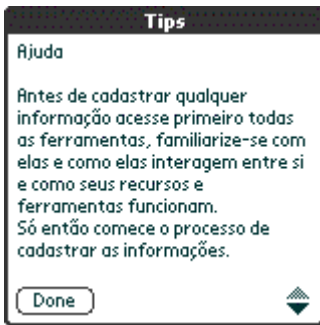 Tips
Ajuda
Antes de cadastrar qualquer
informação acesse primeiro todas
as ferramentas, familiarize-se com
elas e como elas interagem entre si
e como seus recursos e
ferramentas funcionam.
Só então comece o processo de
cadastrar as informações.
Done